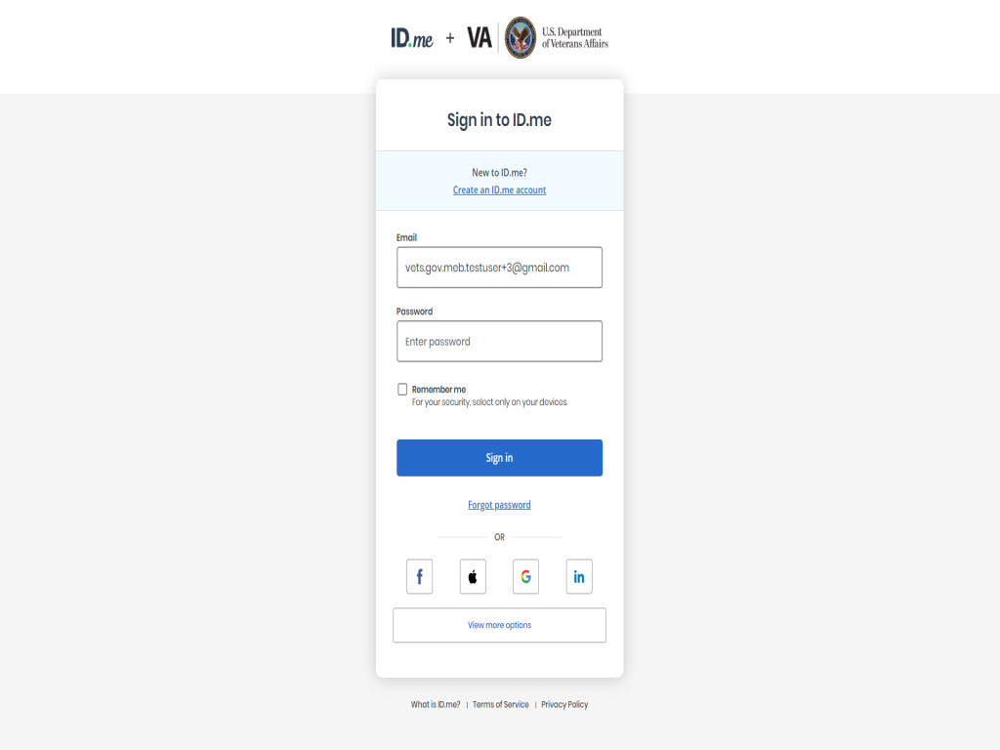 ID.me + VA U.S. Department
of Veterans Affairs
Sign in to ID.me
New to ID.me?
Create an ID.me account
Email
vets.gov.meb.testuser+3@gmail.com
Password
Enter password
Remember me
For your security, select only on your devices.
Sign in
Forgot password
OR
View more options
What is ID.me? | Terms of Service | Privacy Policy